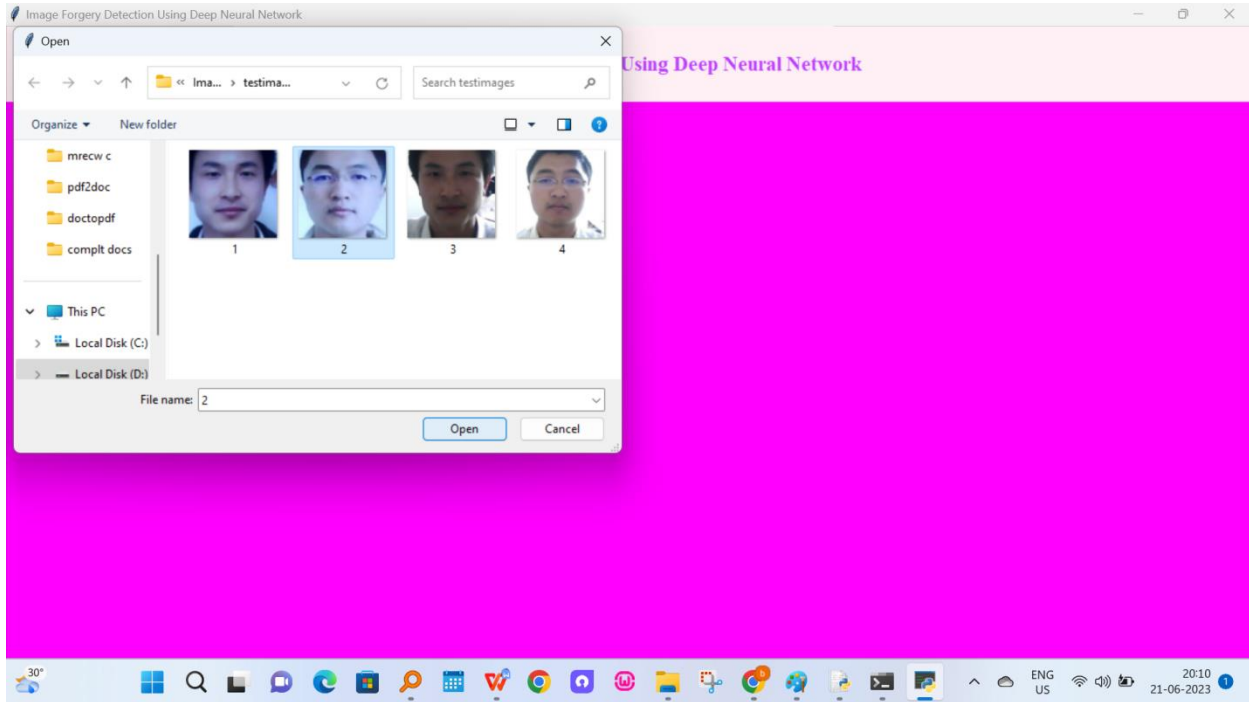 Image Forgery Detection Using Deep Neural Network
Open
Using Deep Neural Network
« Ima... > testima...
Search testimages
Organize
New folder
mrecw c
pdf2doc
doctopdf
complt docs
This PC
Local Disk (C:)
Local Disk (D:)
1
2
3
4
File name: 2
Open
Cancel
30°
ENG
US
20:10
21-06-2023
1